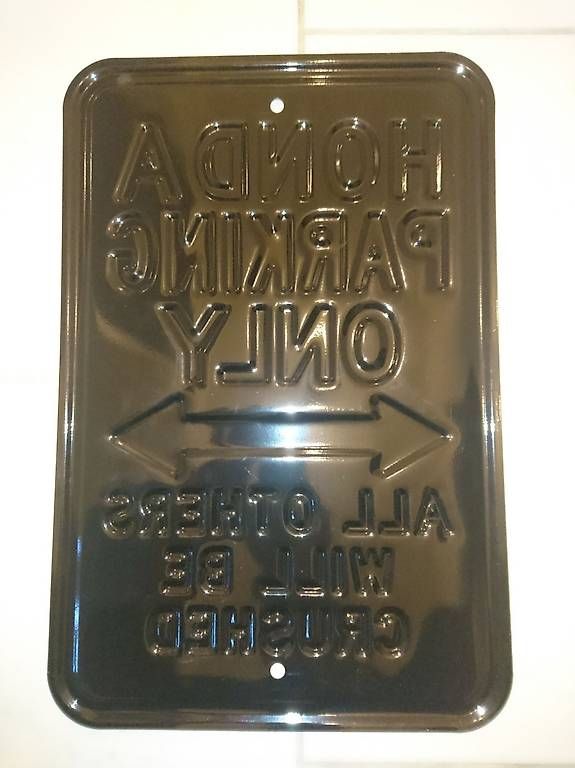 HONDA
PARKING
ONLY
ALL OTHERS
WILL BE
CRUSHED